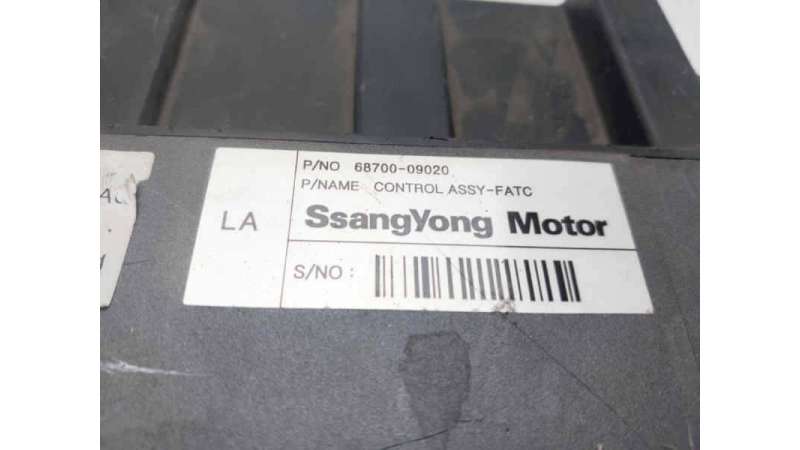 P/NO 68700-09020
P/NAME CONTROL ASSY-FATC
LA
SsangYong Motor
S/NO :